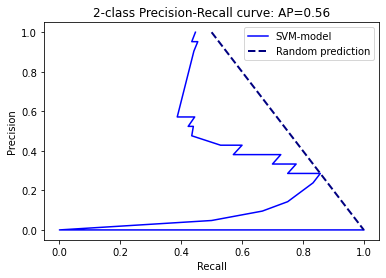 2-class Precision-Recall curve: AP=0.56
SVM-model
Random prediction
Precision
1.0
0.8
0.6
0.4
0.2
0.0
0.0 0.2 0.4 0.6 0.8 1.0
Recall